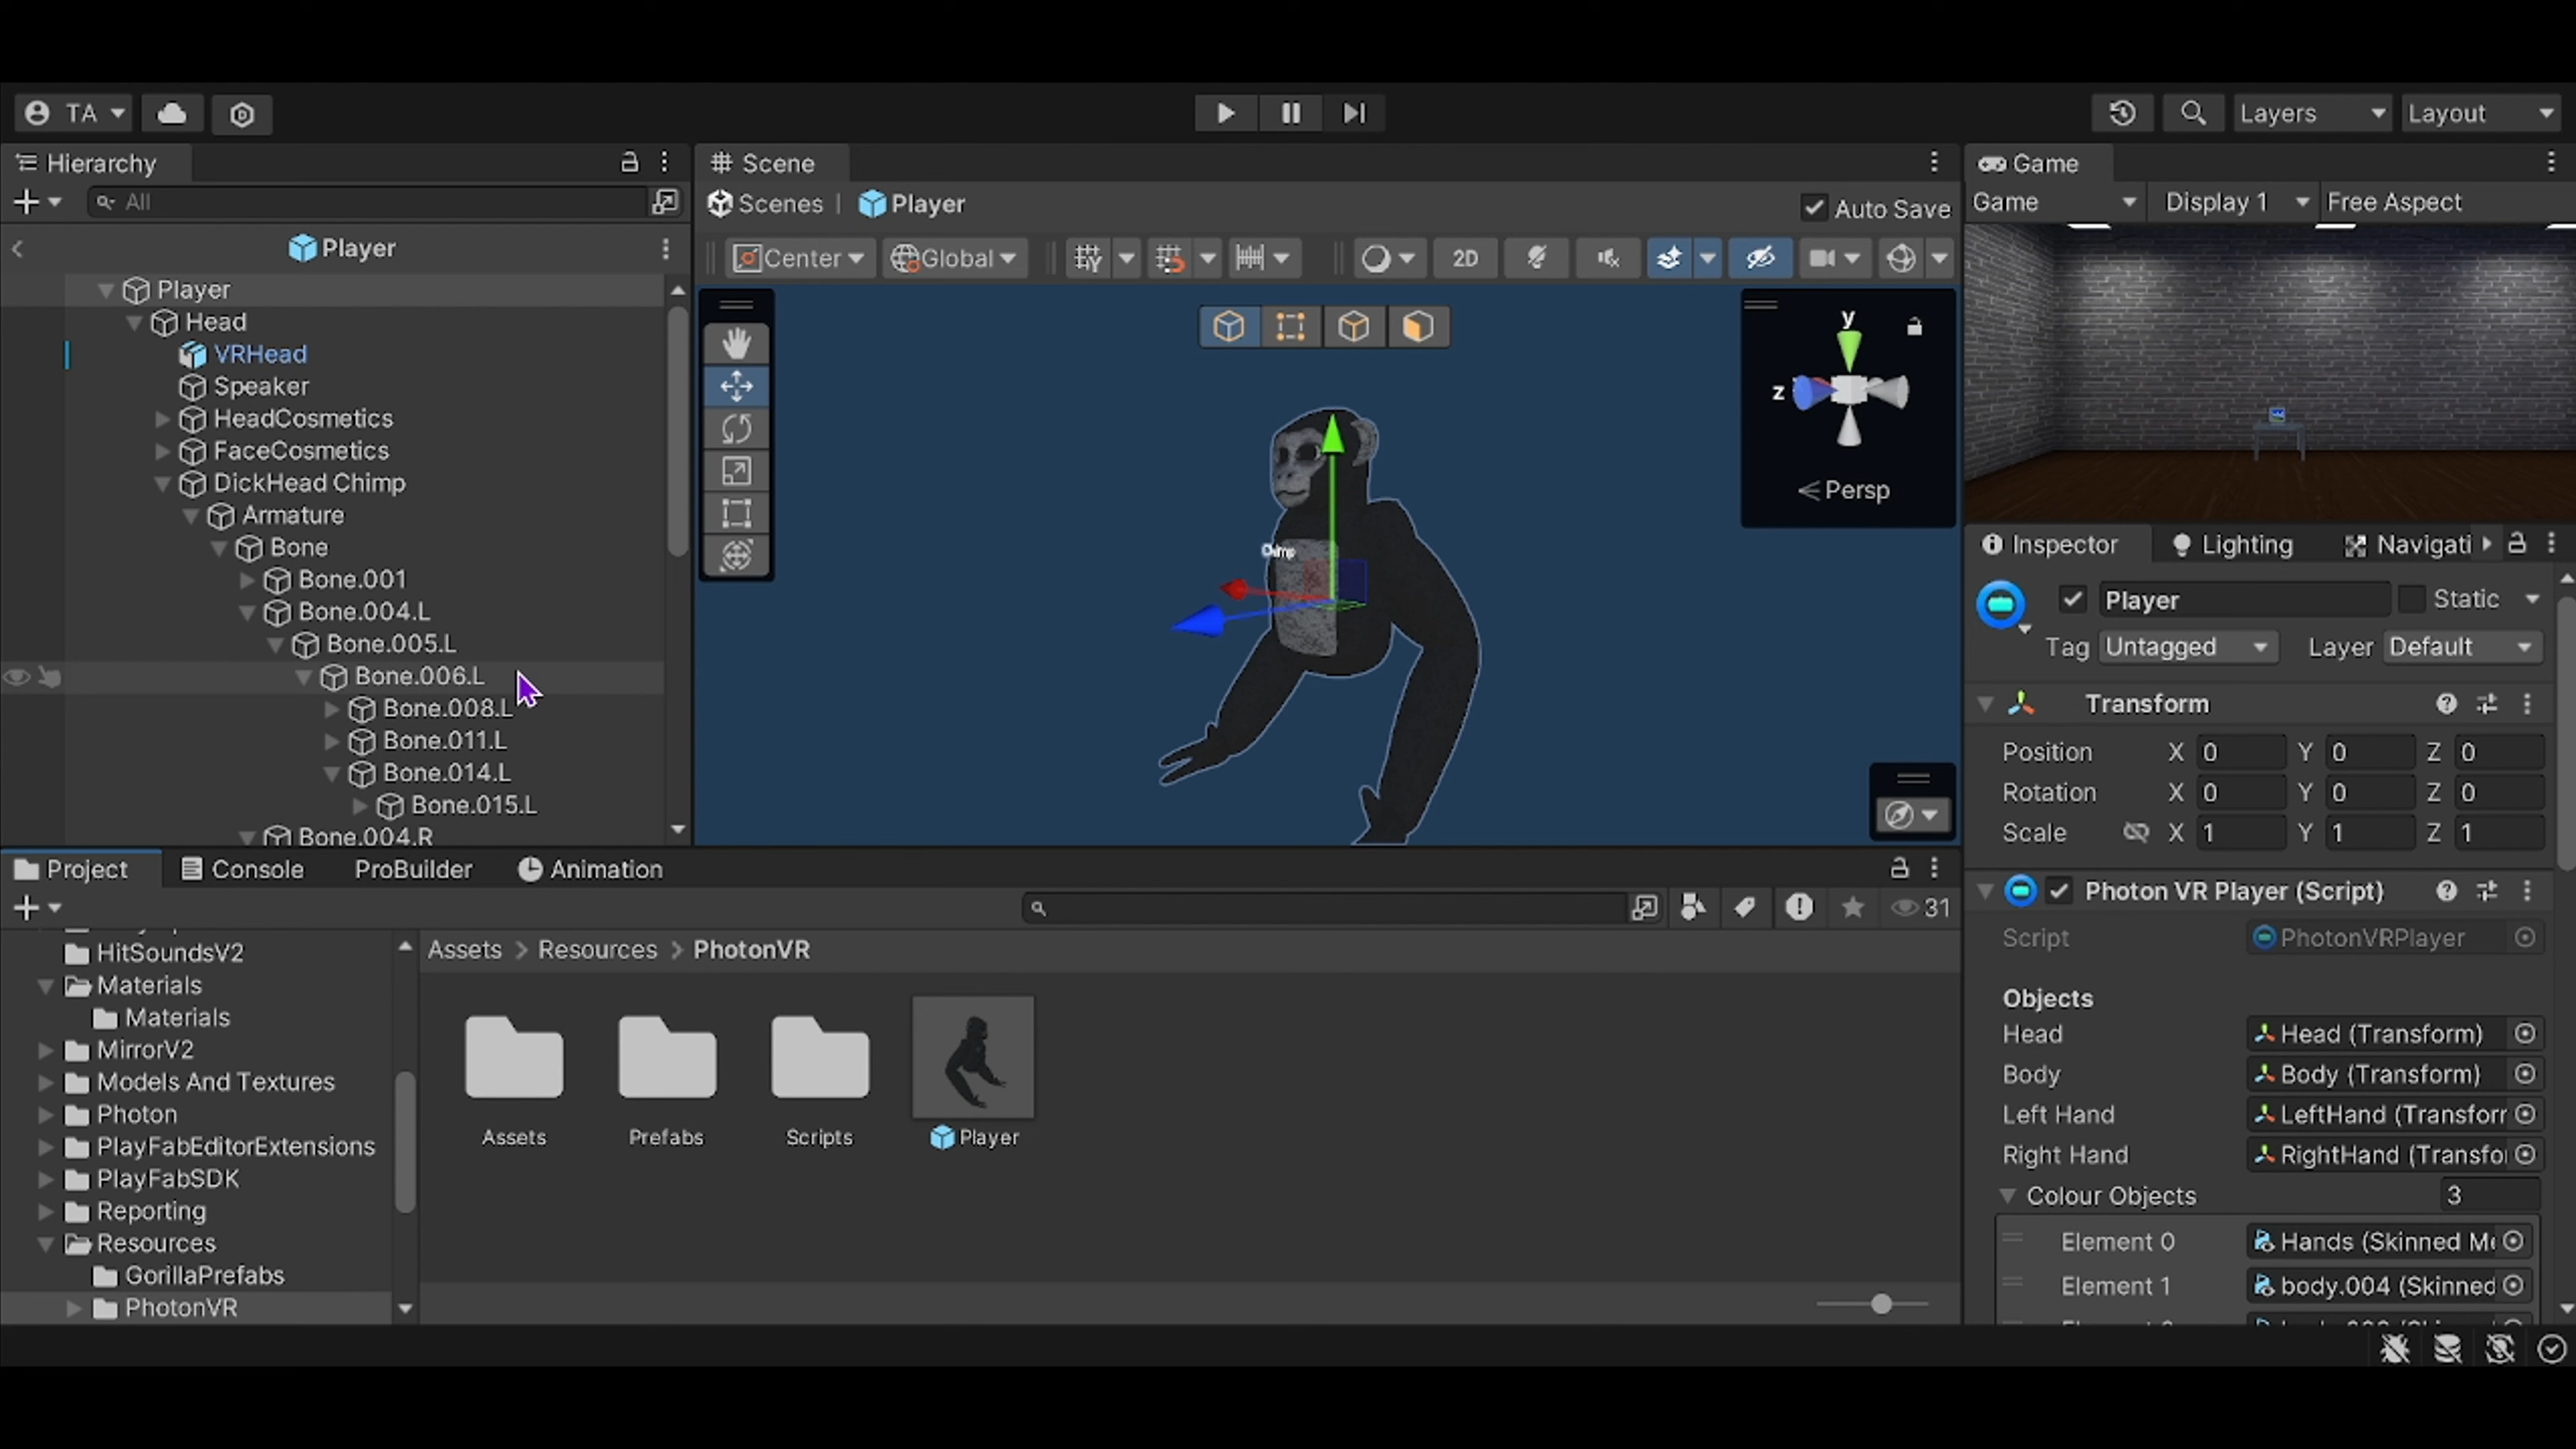 TA
Layers
Layout
Hierarchy
All
Player
Player
Head
VRHead
Speaker
HeadCosmetics
FaceCosmetics
DickHead Chimp
Armature
Bone
Bone.001
Bone.004.L
Bone.005.L
Bone.006.L
Bone.008.L
Bone.011.L
Bone.014.L
Bone.015.L
Bone.004.R
Scene
Scenes
Player
Auto Save
Center
Global
2D
y
z
Persp
Game
Game
Display 1
Free Aspect
Inspector
Lighting
Navigati
Player
Static
Tag Untagged
Layer Default
Transform
Position X 0 Y 0 Z 0
Rotation X 0 Y 0 Z 0
Scale X 1 Y 1 Z 1
Photon VR Player (Script)
Script PhotonVRPlayer
Objects
Head Head (Transform)
Body Body (Transform)
Left Hand LeftHand (Transform
Right Hand RightHand (Transfo
Colour Objects 3
Element 0 Hands (Skinned Me
Element 1 body.004 (Skinned
Project
Console
ProBuilder
Animation
31
HitSoundsV2
Materials
Materials
MirrorV2
Models And Textures
Photon
PlayFabEditorExtensions
PlayFabSDK
Reporting
Resources
GorillaPrefabs
PhotonVR
Assets > Resources > PhotonVR
Assets
Prefabs
Scripts
Player